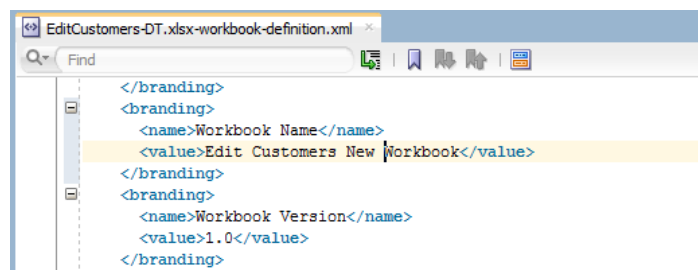 EditCustomers-DT.xlsx-workbook-definition.xml
Find
</branding>
<branding>
<name>Workbook Name</name>
<value>Edit Customers New Workbook</value>
</branding>
<branding>
<name>Workbook Version</name>
<value>1.0</value>
</branding>